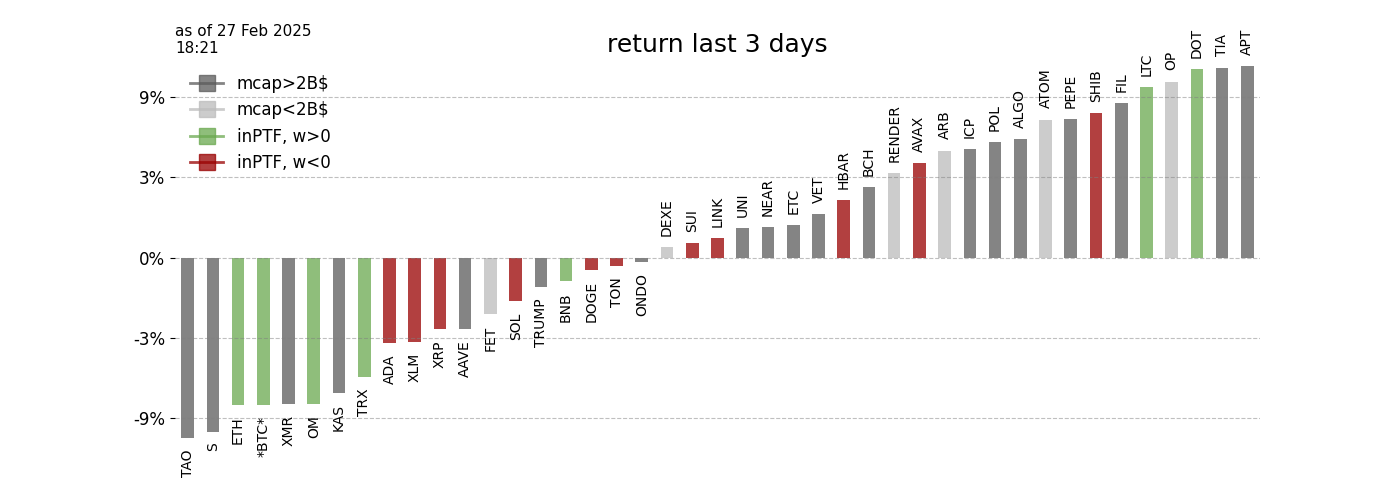 as of 27 Feb 2025
18:21
return last 3 days
mcap>2B$
mcap<2B$
inPTF, w>0
inPTF, w<0
9%
3%
0%
-3%
-9%
TAO
S
ETH
*BTC*
XMR
OM
KAS
TRX
ADA
XLM
XRP
AAVE
FET
SOL
TRUMP
BNB
DOGE
TON
ONDO
DEXE
SUI
LINK
UNI
NEAR
ETC
VET
HBAR
BCH
RENDER
AVAX
ARB
ICP
POL
ALGO
ATOM
PEPE
SHIB
FIL
LTC
OP
DOT
TIA
APT